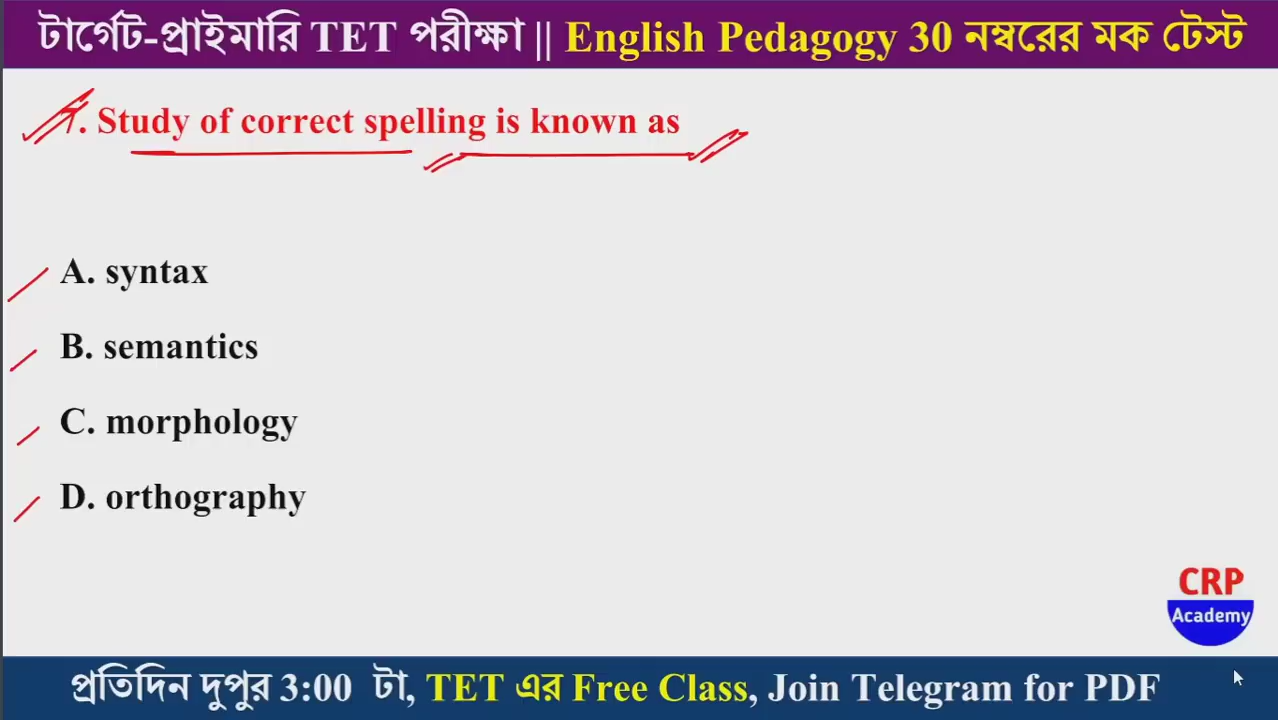 টার্গেট-প্রাইমারি TET পরীক্ষা || English Pedagogy 30 নম্বরের মক টেস্ট
7. Study of correct spelling is known as
A. syntax
B. semantics
C. morphology
D. orthography
CRP
Academy
প্রতিদিন দুপুর 3:00 টা, TET এর Free Class, Join Telegram for PDF